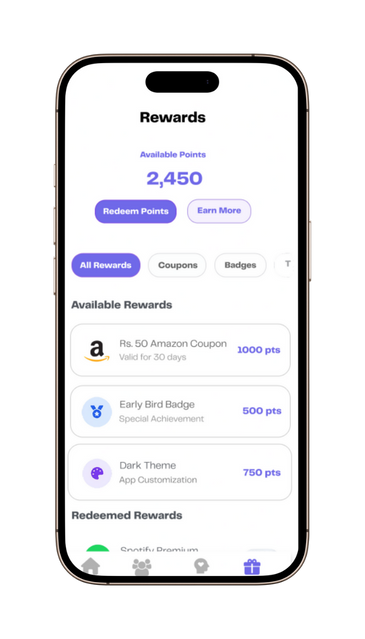 Rewards
Available Points
2,450
Redeem Points
Earn More
All Rewards
Coupons
Badges
T
Available Rewards
a
Rs. 50 Amazon Coupon
1000 pts
Valid for 30 days
Early Bird Badge
500 pts
Special Achievement
Dark Theme
750 pts
App Customization
Redeemed Rewards
Spotify Premium